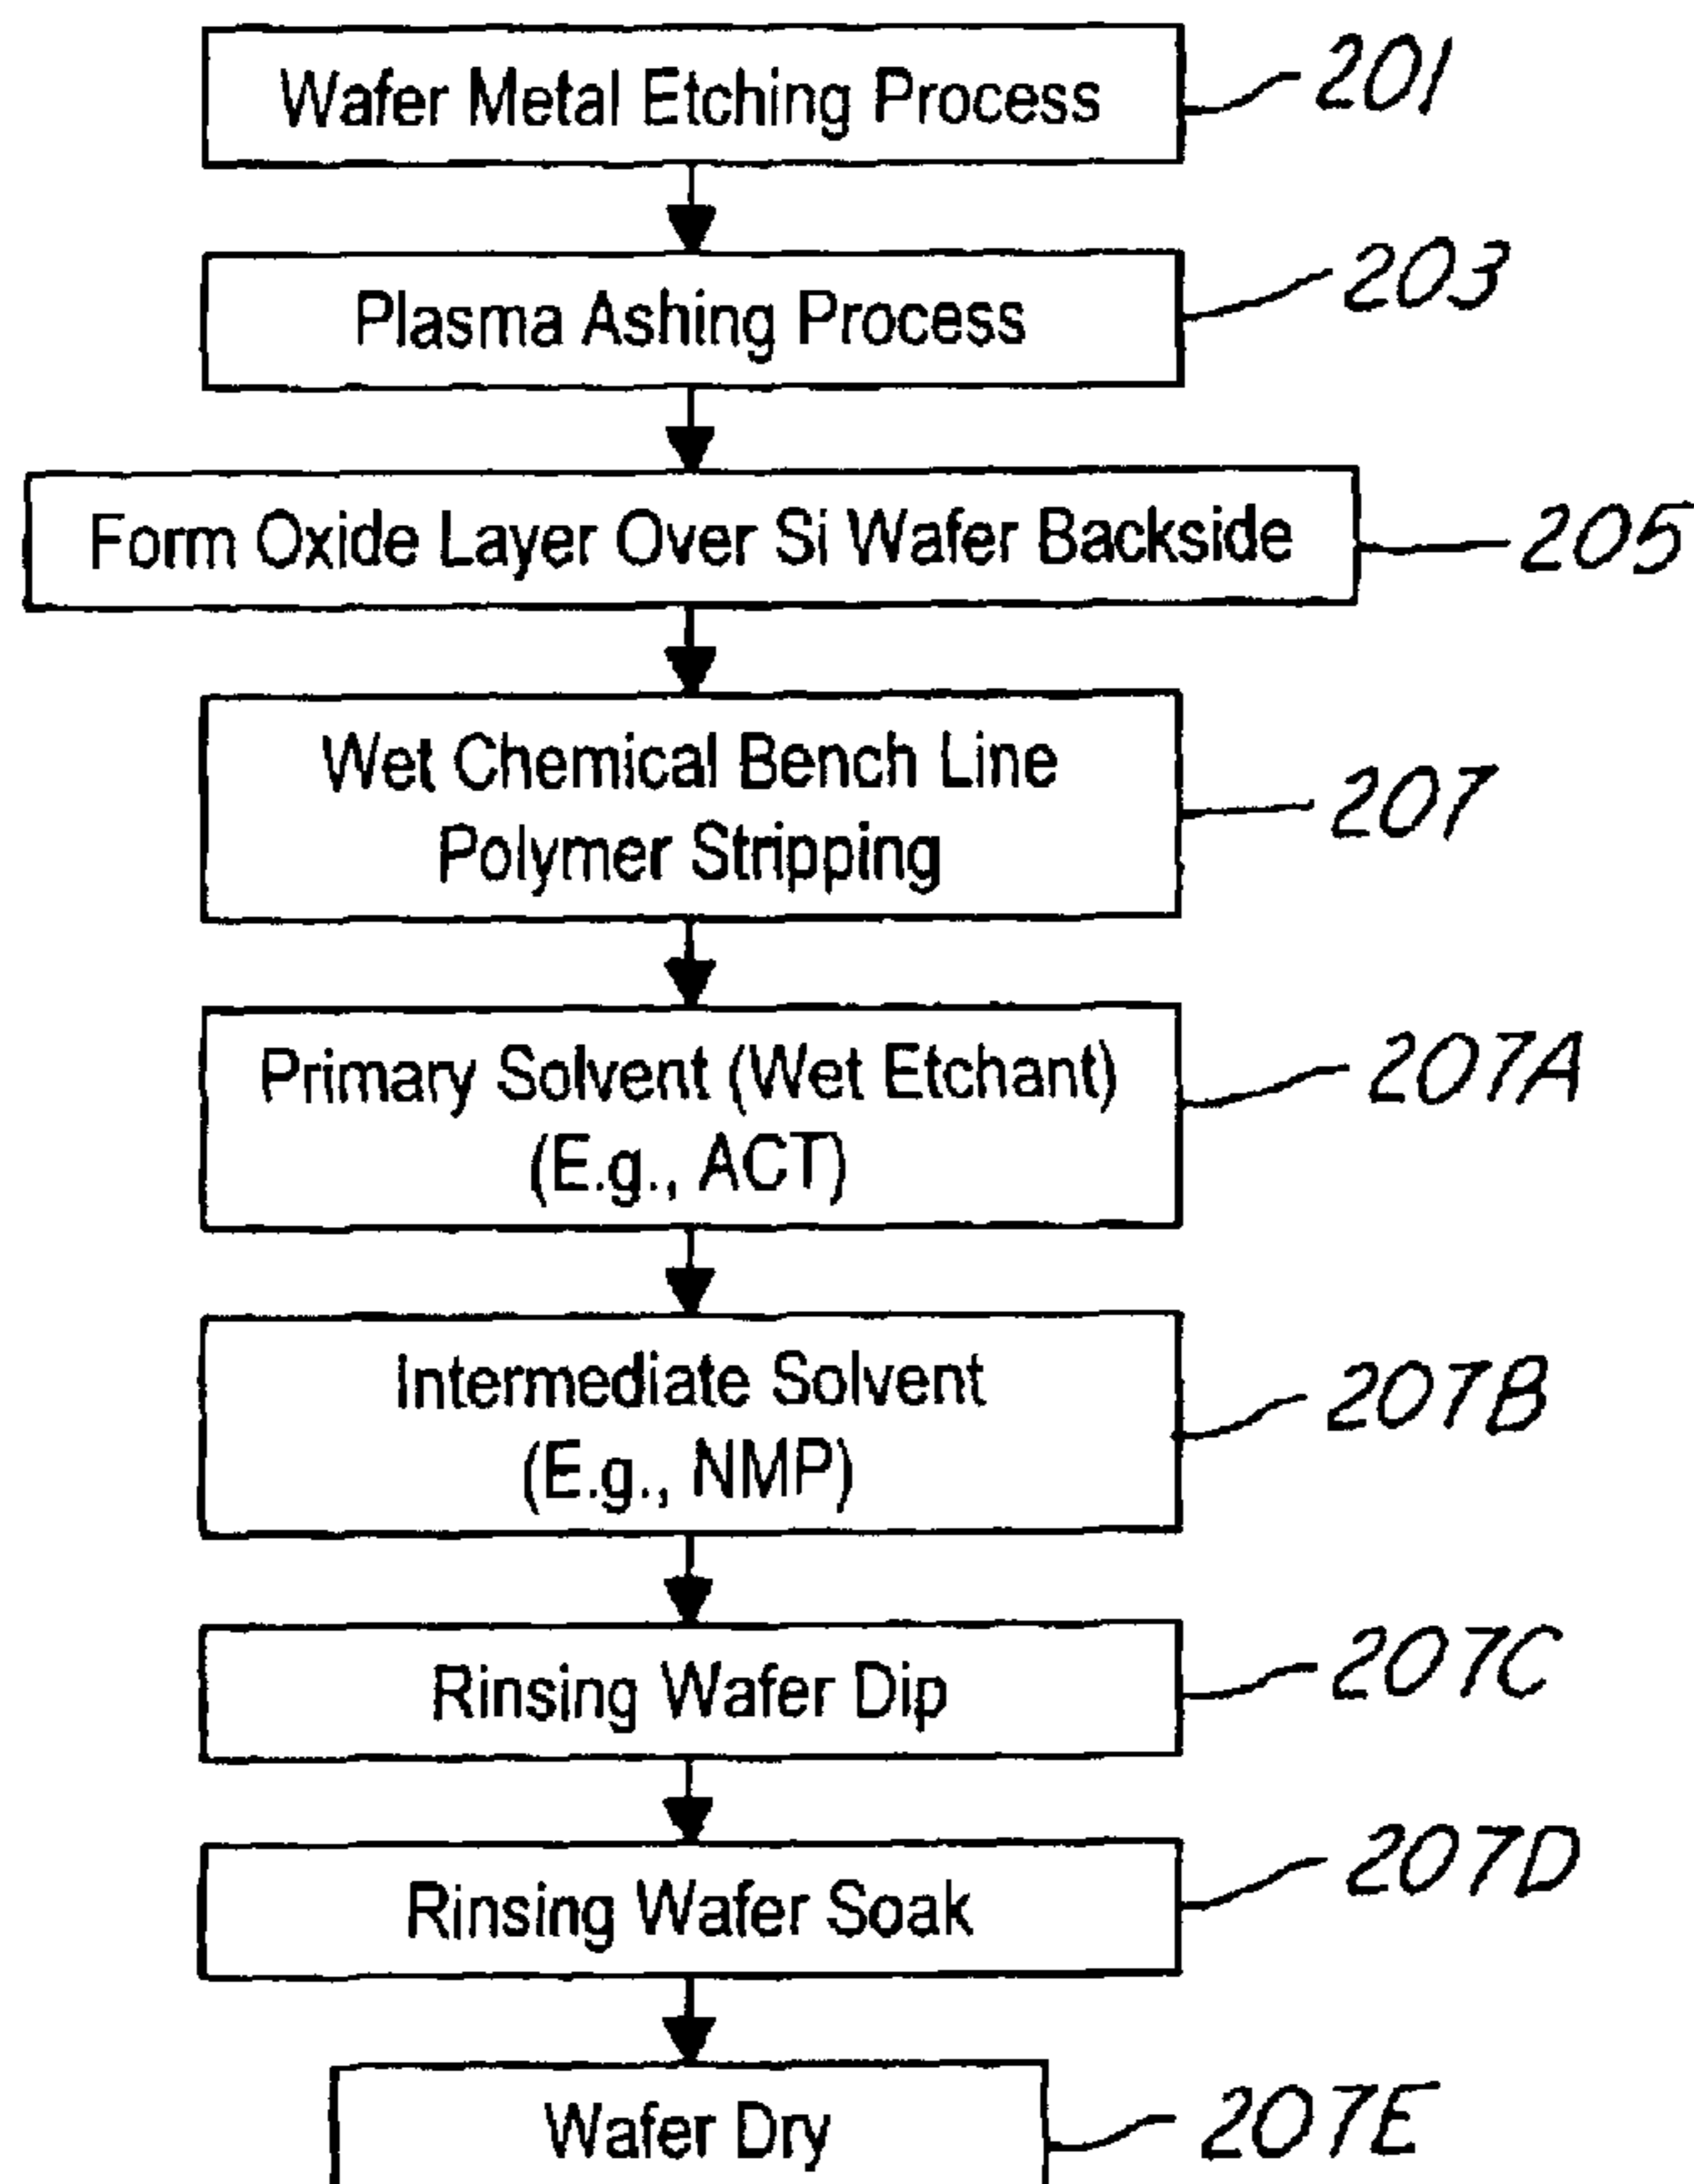 Wafer Metal Etching Process
201
Plasma Ashing Process
203
Form Oxide Layer Over Si Wafer Backside
205
Wet Chemical Bench Line
Polymer Stripping
207
Primary Solvent (Wet Etchant)
(E.g., ACT)
207A
Intermediate Solvent
(E.g., NMP)
207B
Rinsing Wafer Dip
207C
Rinsing Wafer Soak
207D
Wafer Dry
207E